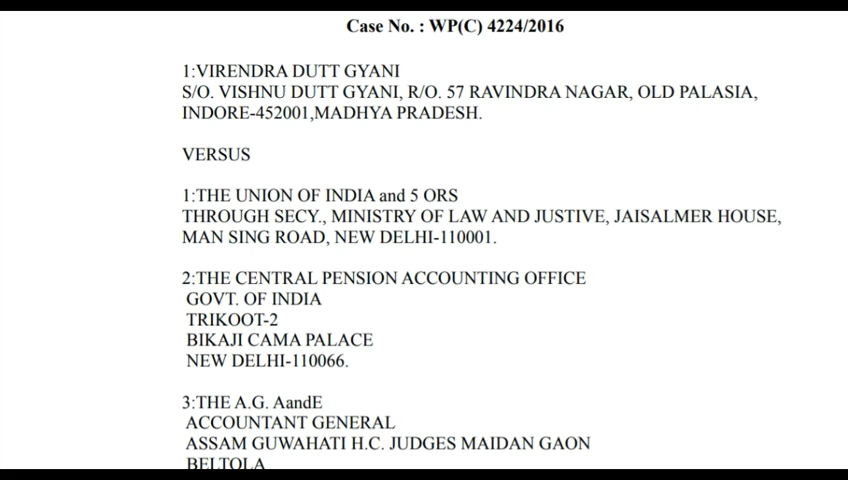 Case No. : WP(C) 4224/2016
1:VIRENDRA DUTT GYANI
S/O. VISHNU DUTT GYANI, R/O. 57 RAVINDRA NAGAR, OLD PALASIA,
INDORE-452001,MADHYA PRADESH.
VERSUS
1:THE UNION OF INDIA and 5 ORS
THROUGH SECY., MINISTRY OF LAW AND JUSTIVE, JAISALMER HOUSE,
MAN SING ROAD, NEW DELHI-110001.
2:THE CENTRAL PENSION ACCOUNTING OFFICE
GOVT. OF INDIA
TRIKOOT-2
BIKAJI CAMA PALACE
NEW DELHI-110066.
3:THE A.G. AandE
ACCOUNTANT GENERAL
ASSAM GUWAHATI H.C. JUDGES MAIDAN GAON
BELTOLA